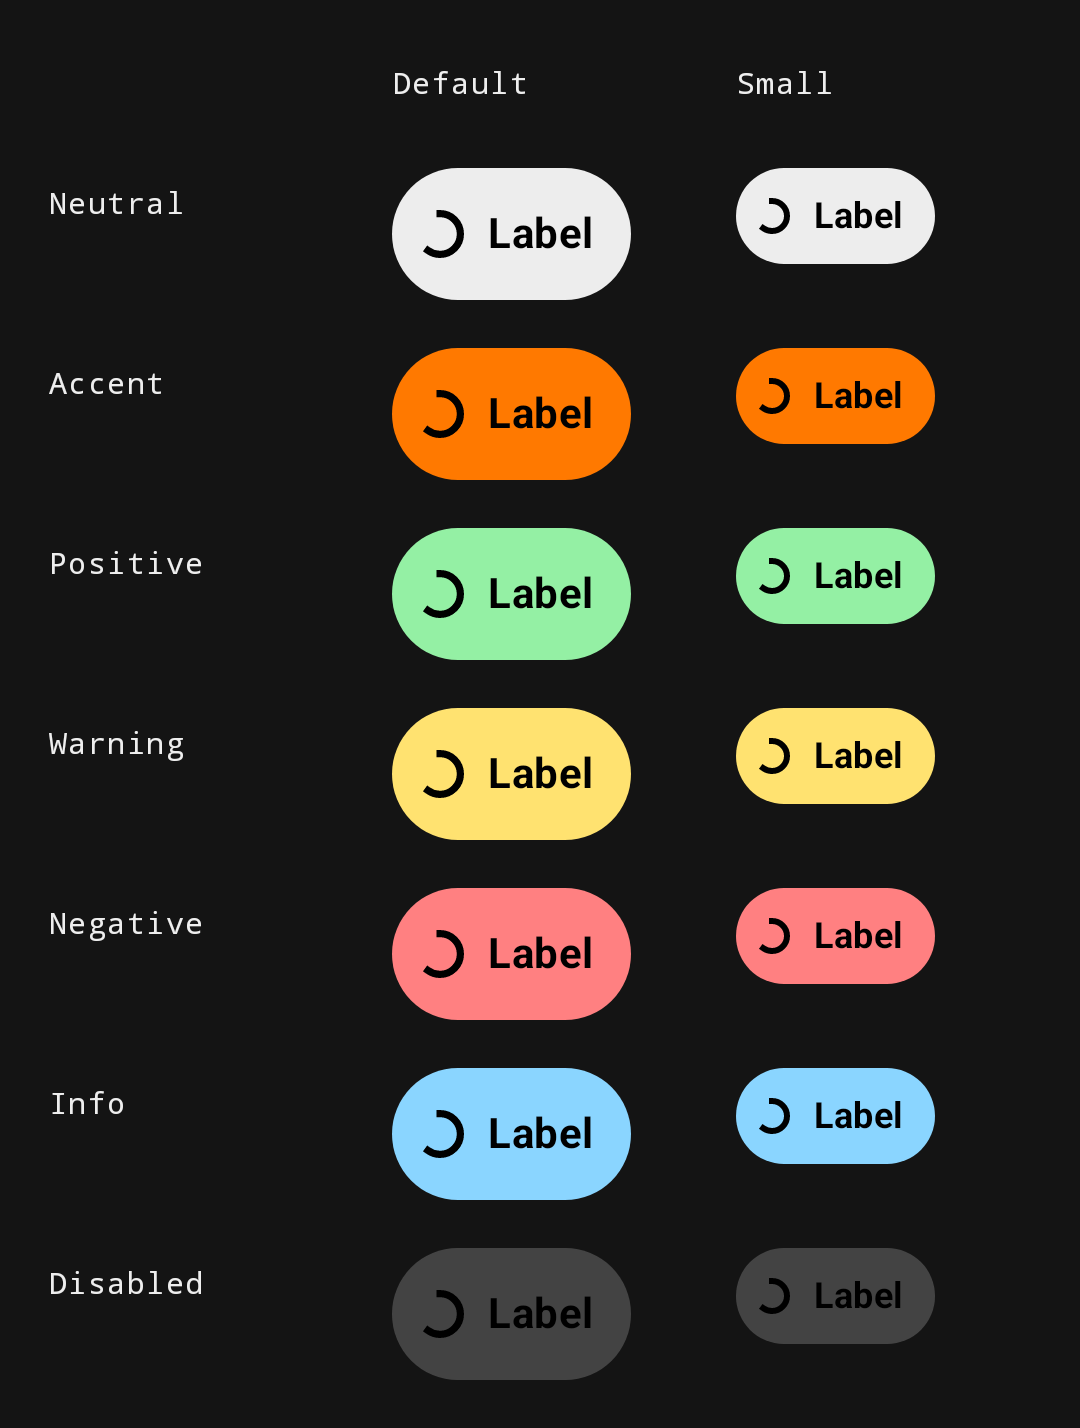 Default Small
Neutral Label Label
Accent Label Label
Positive Label Label
Warning Label Label
Negative Label Label
Info Label Label
Disabled Label Label